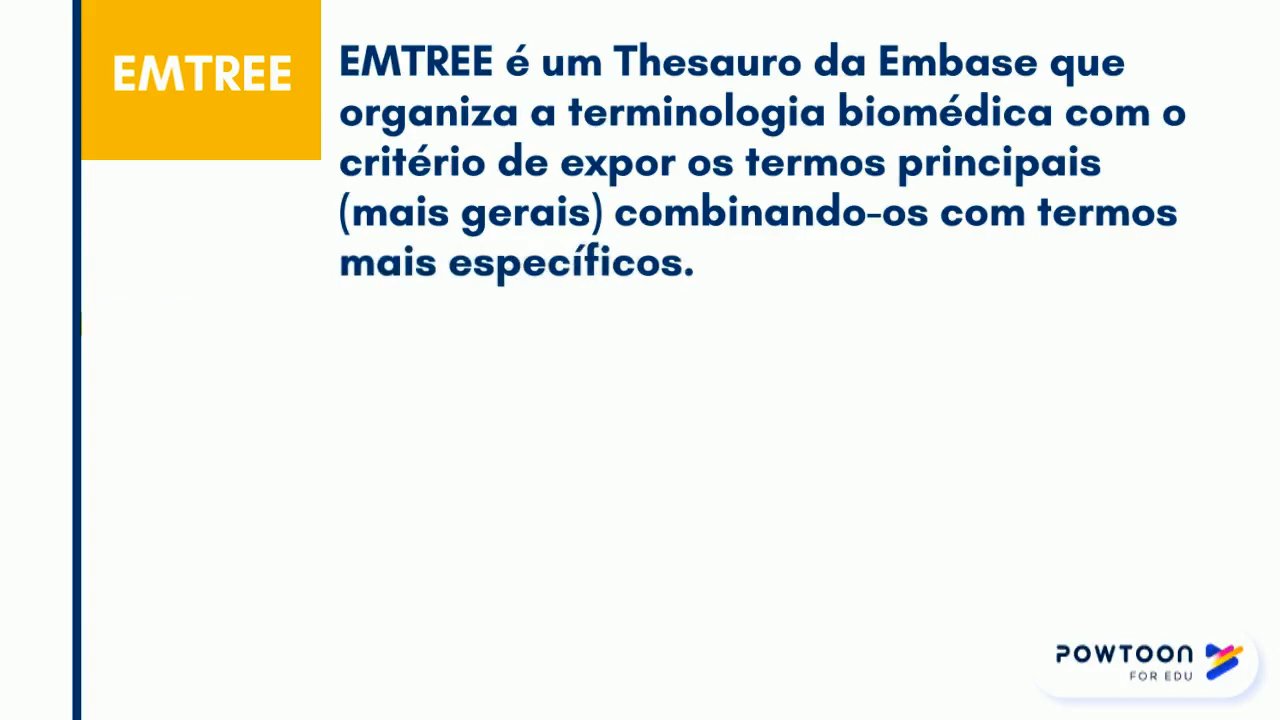 EMTREE
EMTREE é um Thesauro da Embase que
organiza a terminologia biomédica com o
critério de expor os termos principais
(mais gerais) combinando-os com termos
mais específicos.
POWTOON
FOR EDU